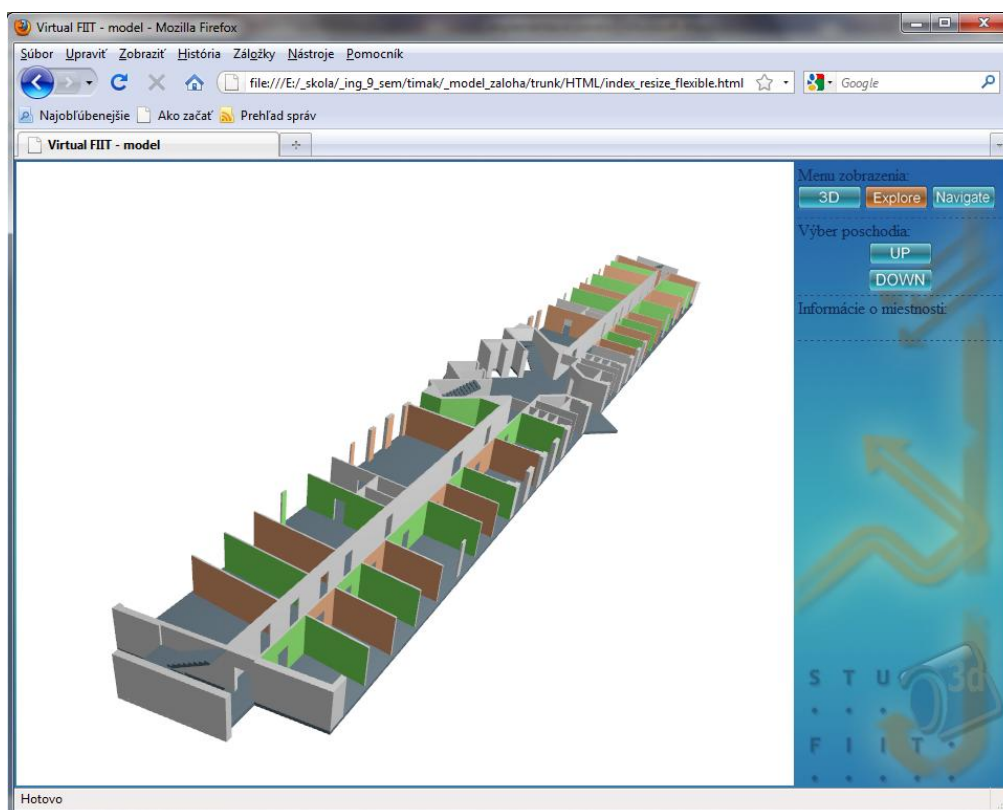 Virtual FIIT - model - Mozilla Firefox
Súbor Upraviť Zobraziť História Záložky Nástroje Pomocník
file:///E:/_skola/_ing_9_sem/timak/_model_zaloha/trunk/HTML/index_resize_flexible.html Google
Najobľúbenejšie Ako začať Prehľad správ
Virtual FIIT - model
Menu zobrazenia:
3D Explore Navigate
Výber poschodia:
UP
DOWN
Informácie o miestnosti:
3d
S T U
F I I T
Hotovo